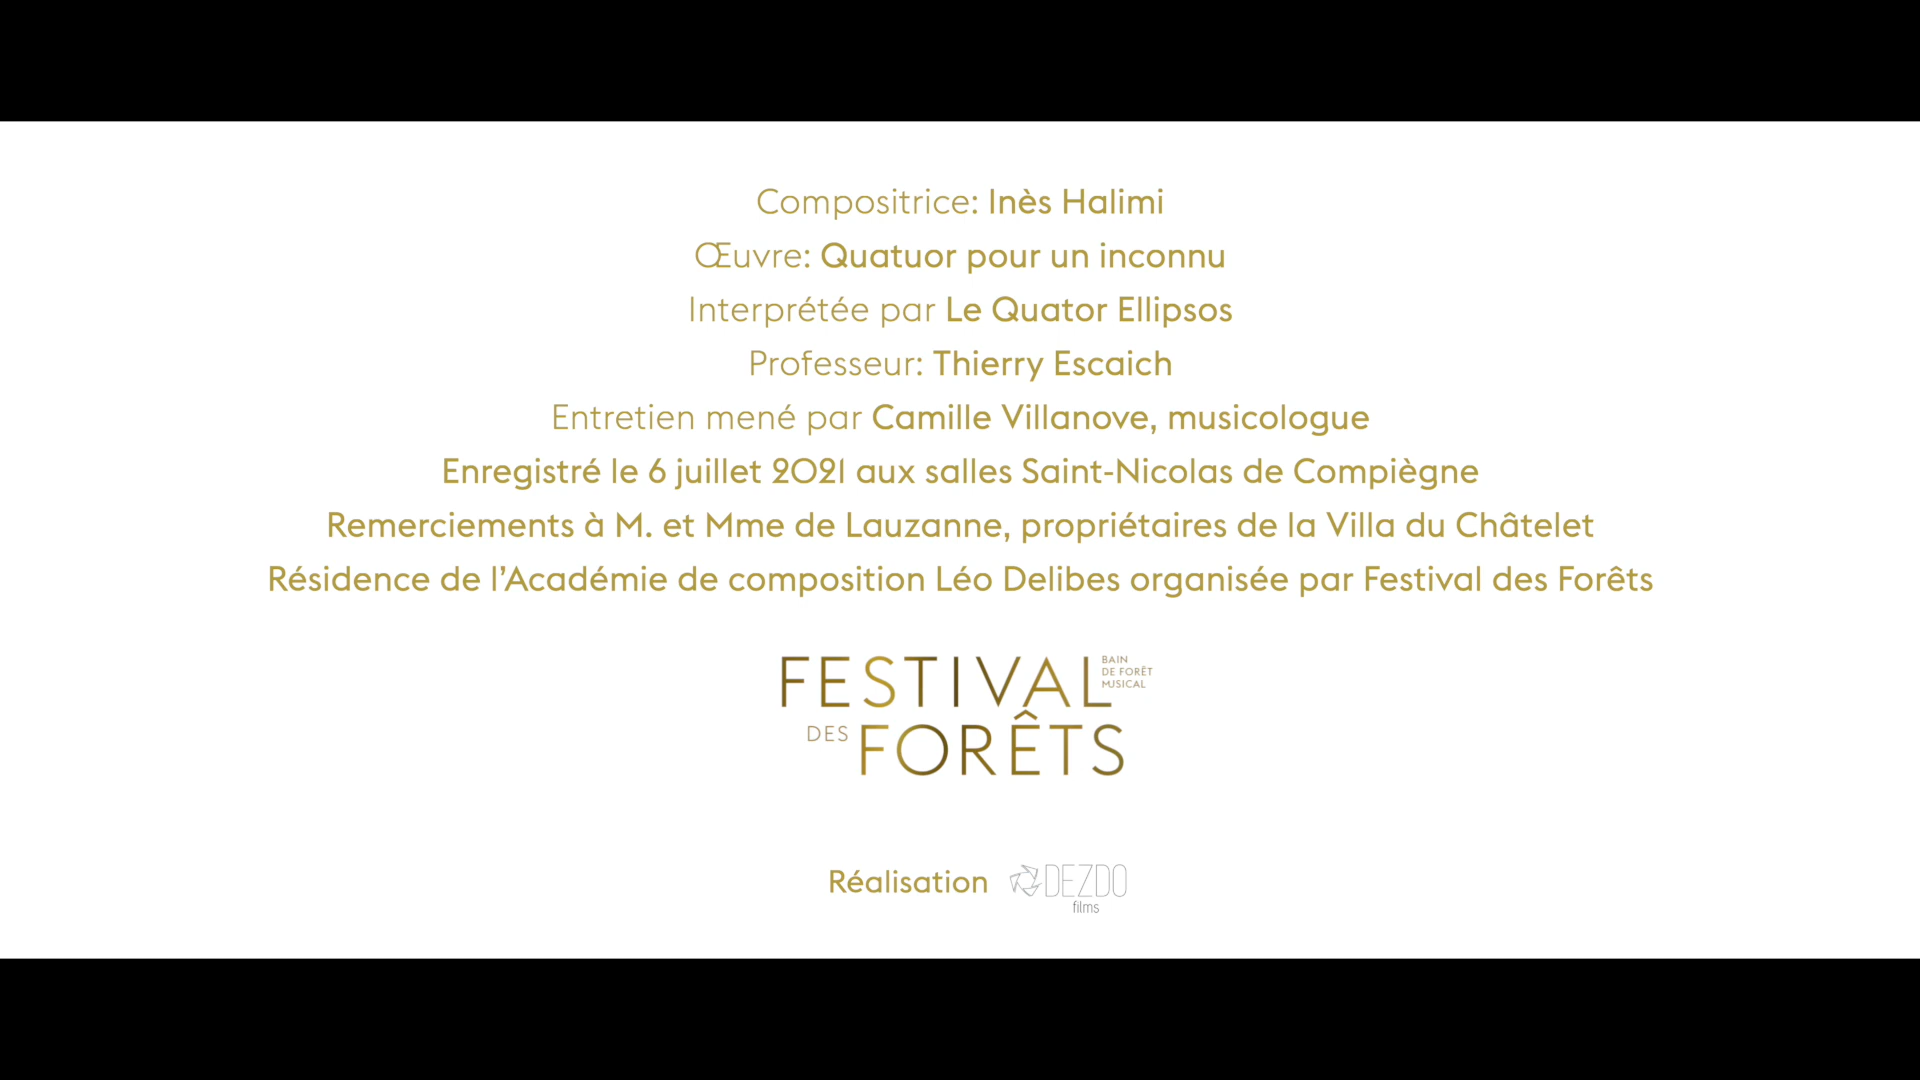 Compositrice: Inès Halimi
Œuvre: Quatuor pour un inconnu
Interprétée par Le Quator Ellipsos
Professeur: Thierry Escaich
Entretien mené par Camille Villanove, musicologue
Enregistré le 6 juillet 2021 aux salles Saint-Nicolas de Compiègne
Remerciements à M. et Mme de Lauzanne, propriétaires de la Villa du Châtelet
Résidence de l’Académie de composition Léo Delibes organisée par Festival des Forêts
FESTIVAL
BAIN
DE FORÊT
MUSICAL
DES FORÊTS
Réalisation DEZDO
films